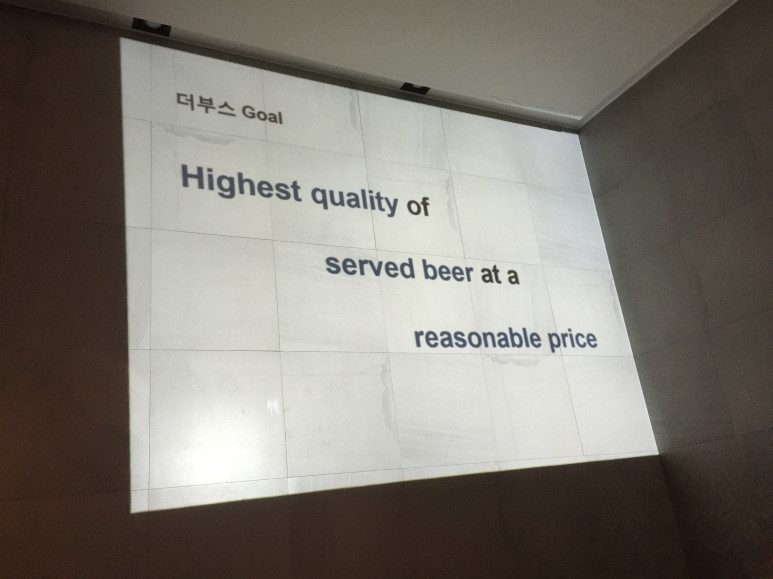 더부스 Goal
Highest quality of
served beer at a
reasonable price